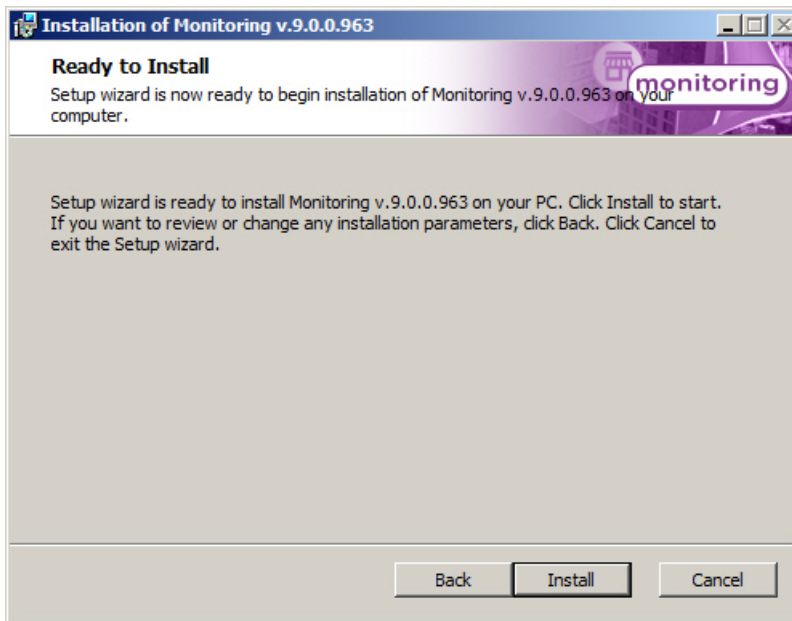 Installation of Monitoring v.9.0.0.963
Ready to Install
Setup wizard is now ready to begin installation of Monitoring v.9.0.0.963 on your
computer.
monitoring
Setup wizard is ready to install Monitoring v.9.0.0.963 on your PC. Click Install to start.
If you want to review or change any installation parameters, click Back. Click Cancel to
exit the Setup wizard.
Back Install Cancel